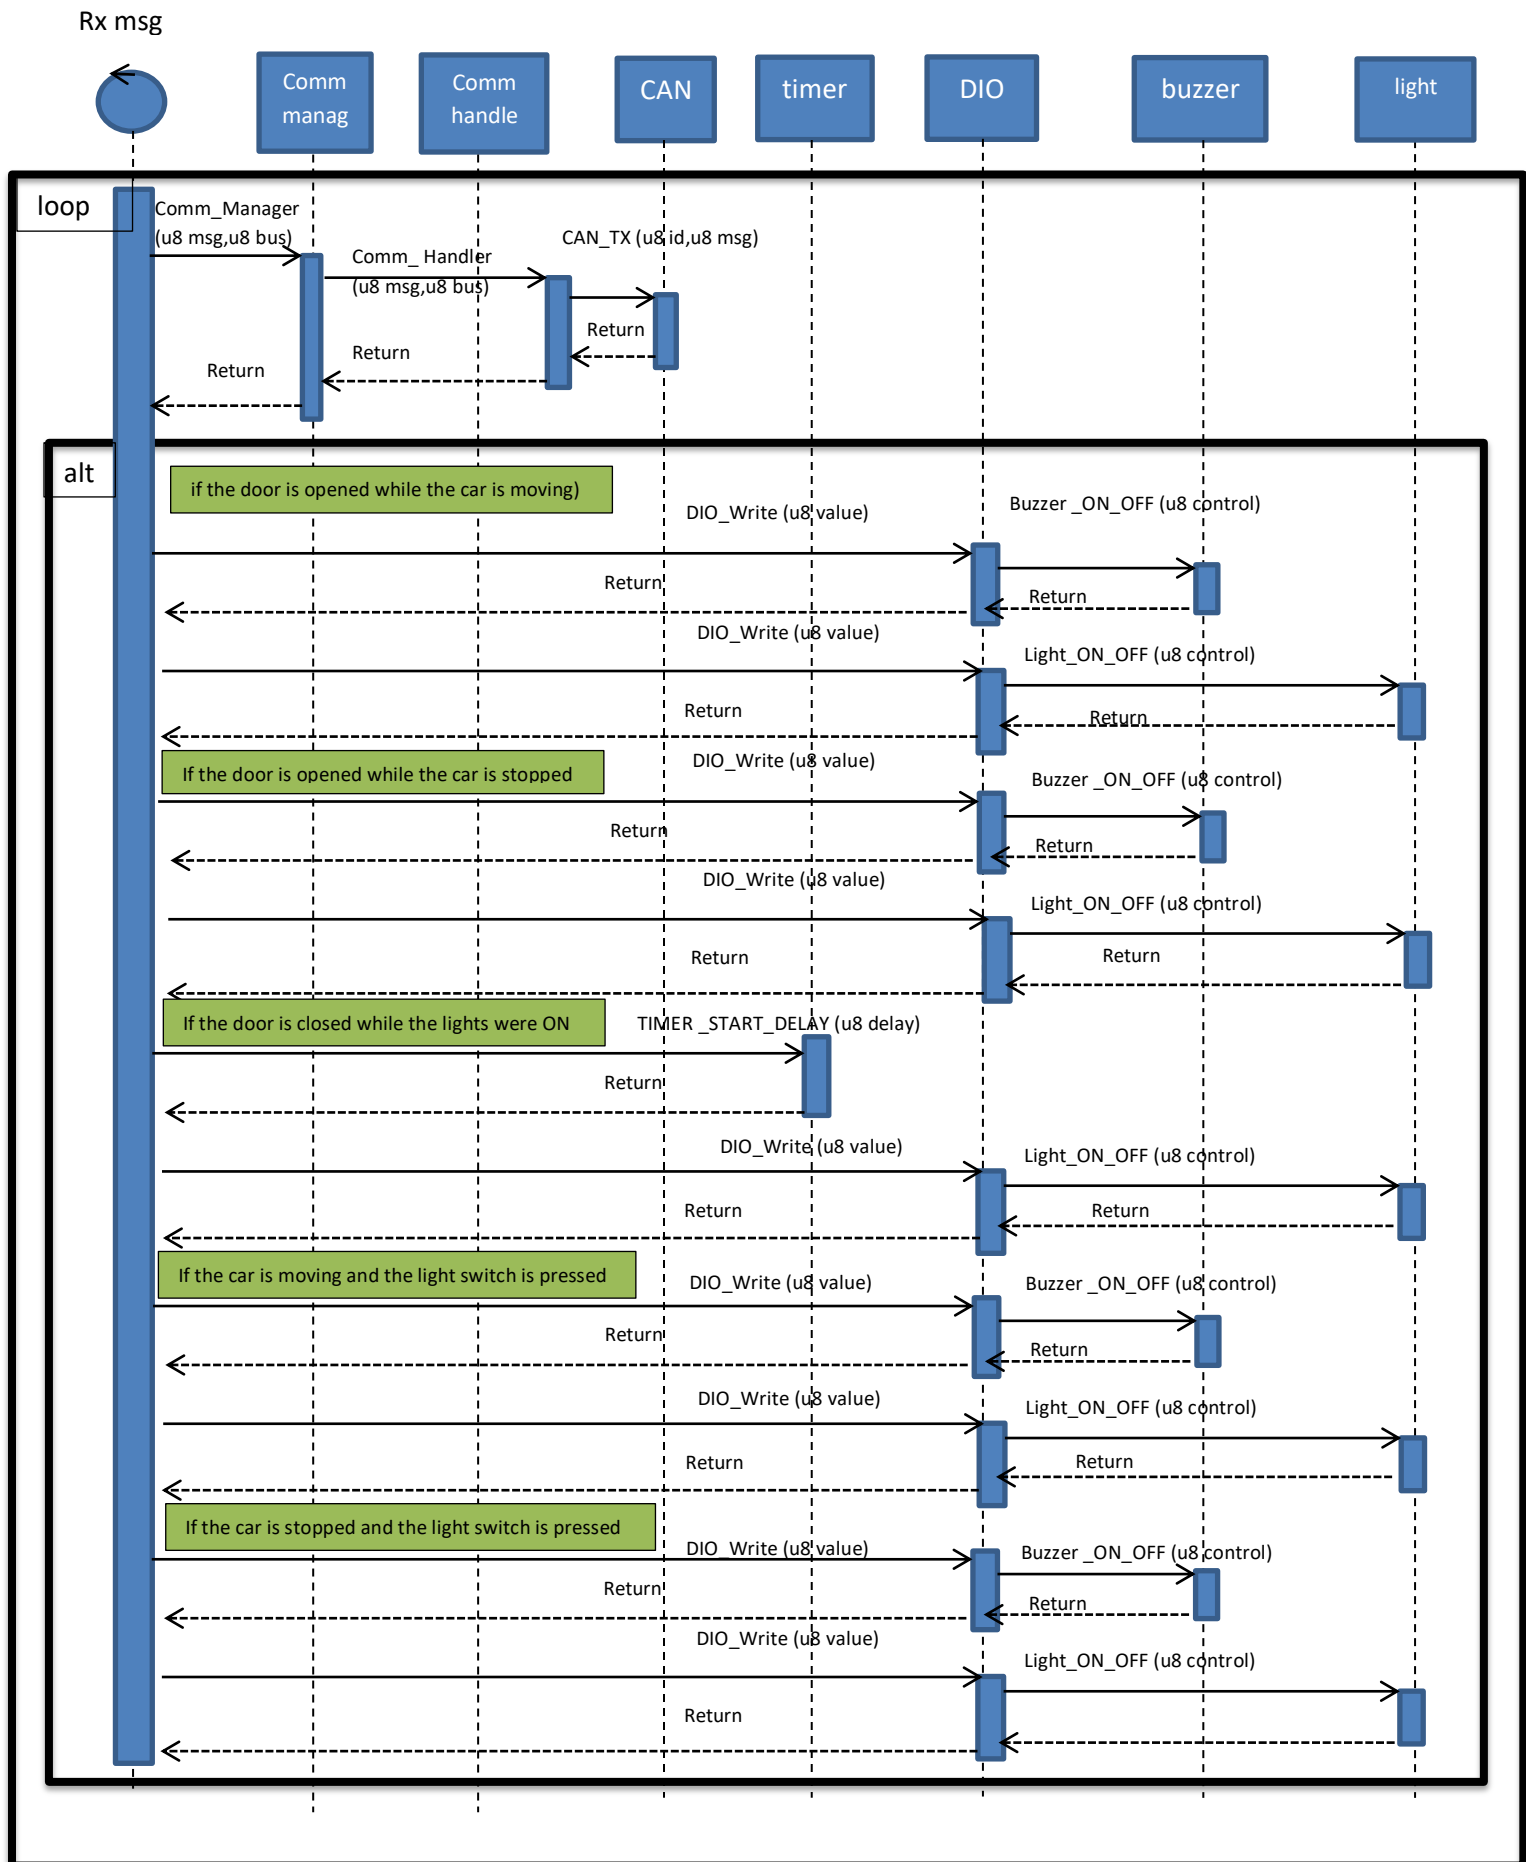 Rx msg
Comm
manag
Comm
handle
CAN
timer
DIO
buzzer
light
loop
Comm_Manager
(u8 msg,u8 bus)
CAN_TX (u8 id,u8 msg)
Comm_ Handler
(u8 msg,u8 bus)
Return
Return
Return
alt
if the door is opened while the car is moving)
DIO_Write (u8 value)
Buzzer _ON_OFF (u8 control)
Return
Return
DIO_Write (u8 value)
Light_ON_OFF (u8 control)
Return
Return
If the door is opened while the car is stopped
DIO_Write (u8 value)
Buzzer _ON_OFF (u8 control)
Return
Return
DIO_Write (u8 value)
Light_ON_OFF (u8 control)
Return
Return
If the door is closed while the lights were ON
TIMER _START_DELAY (u8 delay)
Return
DIO_Write (u8 value)
Light_ON_OFF (u8 control)
Return
Return
If the car is moving and the light switch is pressed
DIO_Write (u8 value)
Buzzer _ON_OFF (u8 control)
Return
Return
DIO_Write (u8 value)
Light_ON_OFF (u8 control)
Return
Return
If the car is stopped and the light switch is pressed
DIO_Write (u8 value)
Buzzer _ON_OFF (u8 control)
Return
Return
DIO_Write (u8 value)
Light_ON_OFF (u8 control)
Return